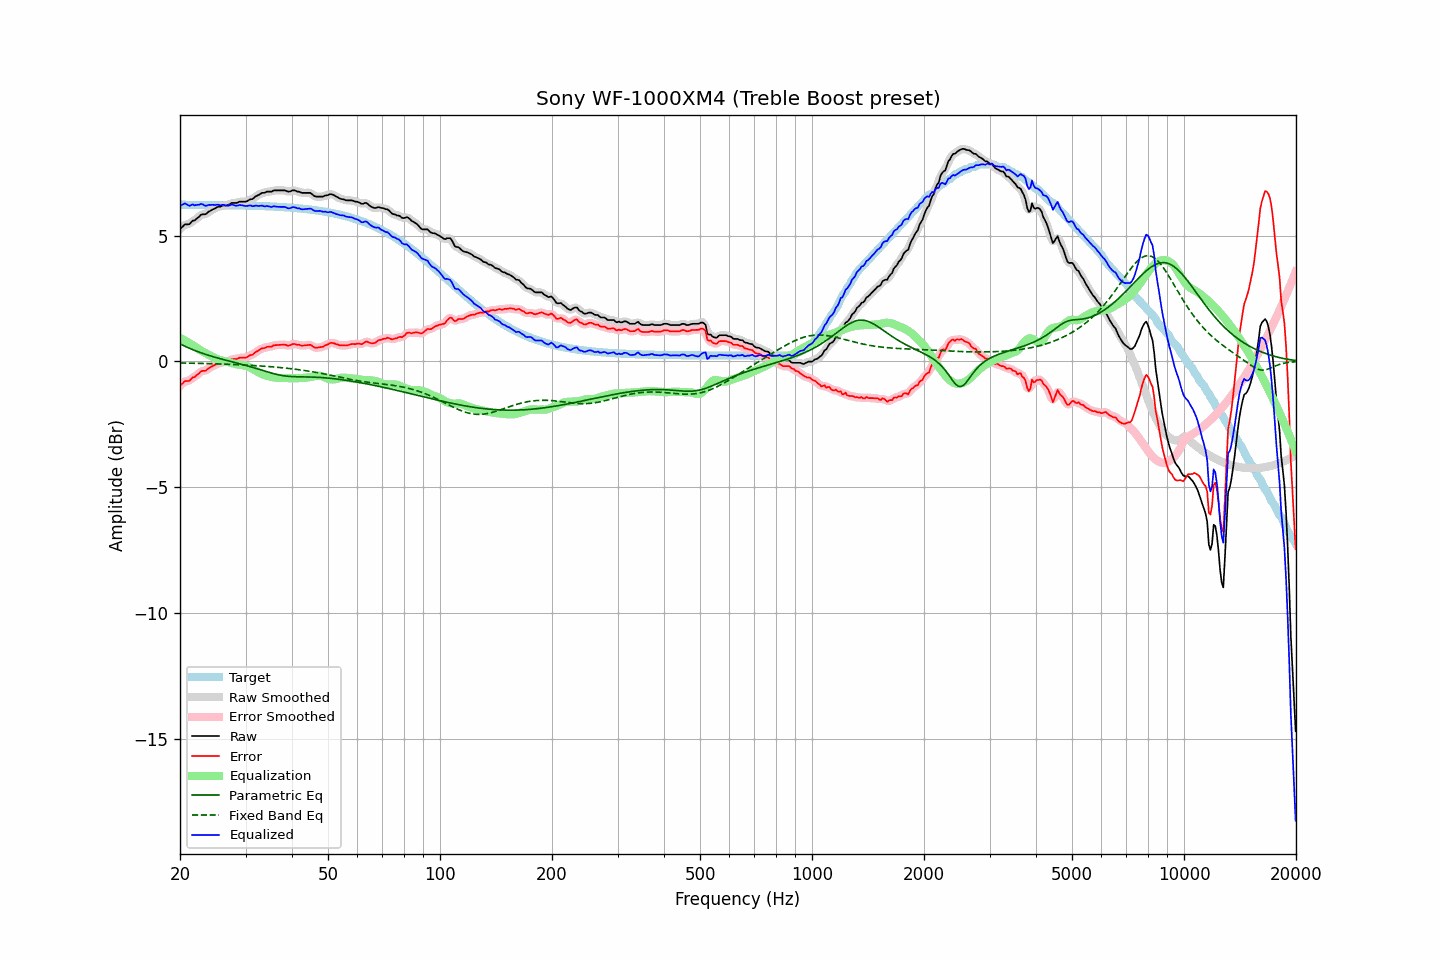 Sony WF-1000XM4 (Treble Boost preset)
Amplitude (dBr)
5
0
−5
−10
−15
Target
Raw Smoothed
Error Smoothed
Raw
Error
Equalization
Parametric Eq
Fixed Band Eq
Equalized
20 50 100 200 500 1000 2000 5000 10000 20000
Frequency (Hz)